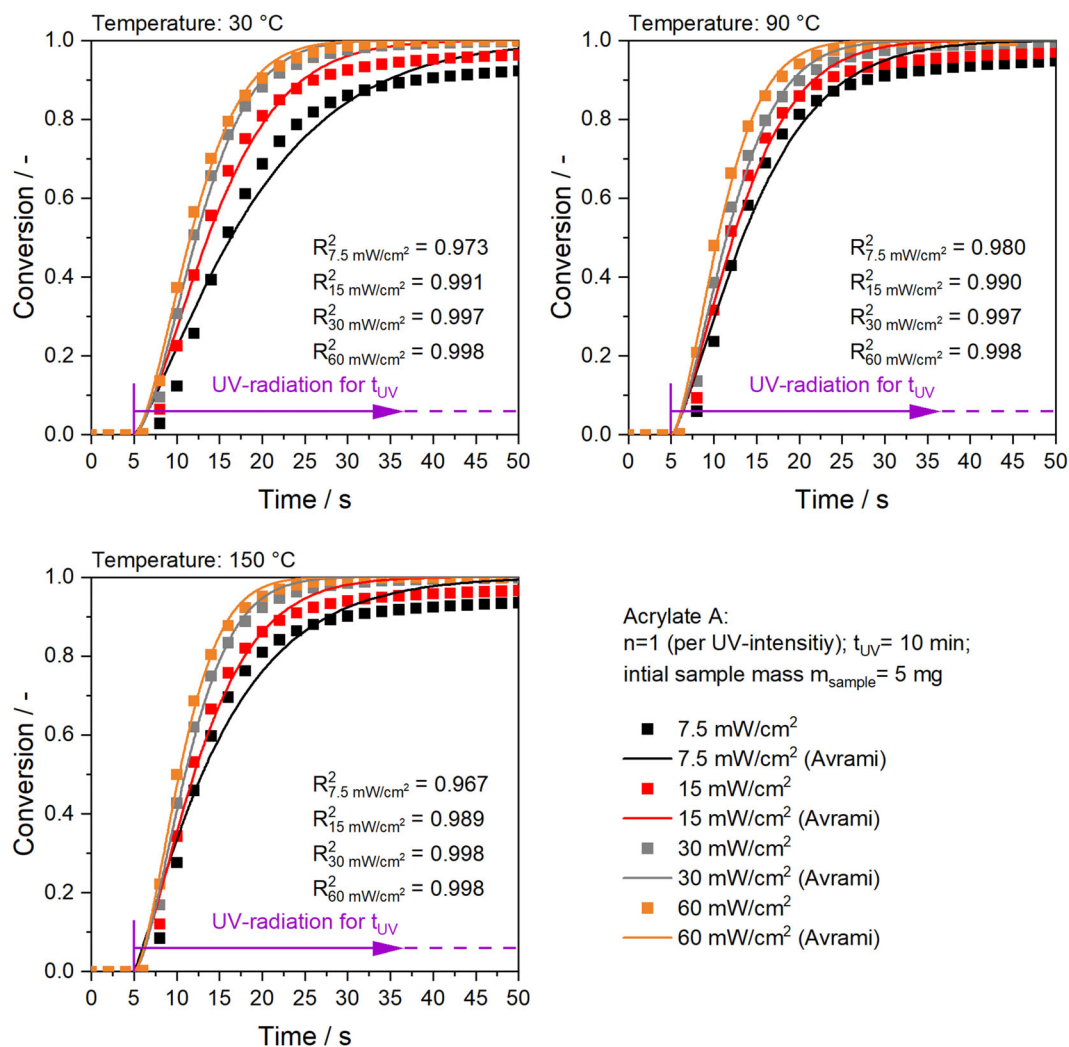 Temperature: 30 °C
1.0
0.8
0.6
0.4
0.2
0.0
Conversion / -
R²7.5 mW/cm² = 0.973
R²15 mW/cm² = 0.991
R²30 mW/cm² = 0.997
R²60 mW/cm² = 0.998
UV-radiation for tUV
0 5 10 15 20 25 30 35 40 45 50
Time / s
Temperature: 90 °C
1.0
0.8
0.6
0.4
0.2
0.0
Conversion / -
R²7.5 mW/cm² = 0.980
R²15 mW/cm² = 0.990
R²30 mW/cm² = 0.997
R²60 mW/cm² = 0.998
UV-radiation for tUV
0 5 10 15 20 25 30 35 40 45 50
Time / s
Temperature: 150 °C
1.0
0.8
0.6
0.4
0.2
0.0
Conversion / -
R²7.5 mW/cm² = 0.967
R²15 mW/cm² = 0.989
R²30 mW/cm² = 0.998
R²60 mW/cm² = 0.998
UV-radiation for tUV
0 5 10 15 20 25 30 35 40 45 50
Time / s
Acrylate A:
n=1 (per UV-intensitiy); tUV= 10 min;
intial sample mass msample= 5 mg
7.5 mW/cm²
7.5 mW/cm² (Avrami)
15 mW/cm²
15 mW/cm² (Avrami)
30 mW/cm²
30 mW/cm² (Avrami)
60 mW/cm²
60 mW/cm² (Avrami)